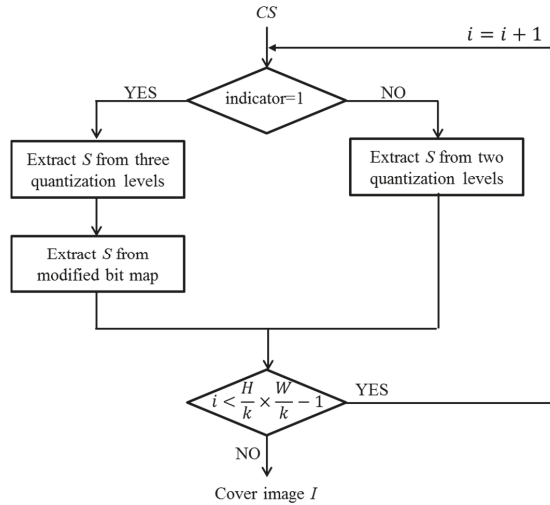 CS
i = i + 1
indicator=1
YES
NO
Extract S from three
quantization levels
Extract S from two
quantization levels
Extract S from
modified bit map
i < H/k × W/k − 1
YES
NO
Cover image I